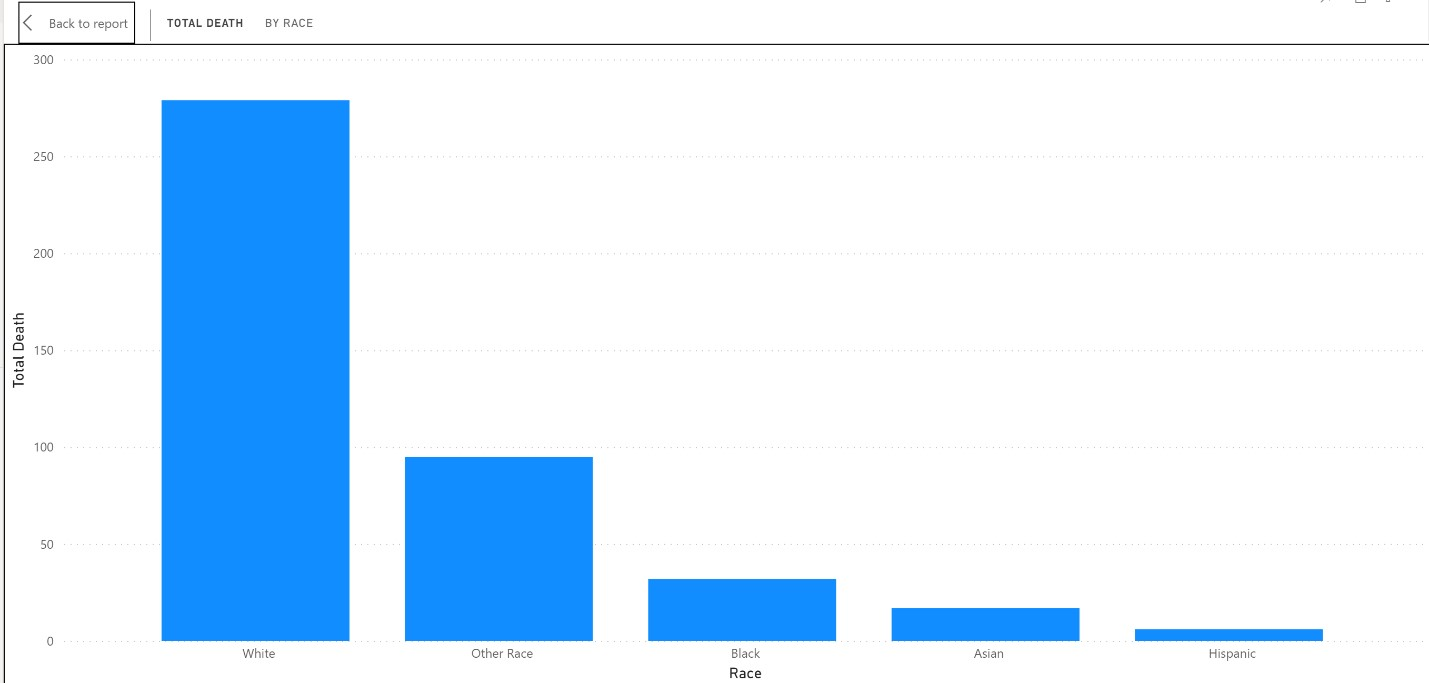 Back to report
TOTAL DEATH BY RACE
300
250
200
150
100
50
0
Total Death
White
Other Race
Black
Asian
Hispanic
Race